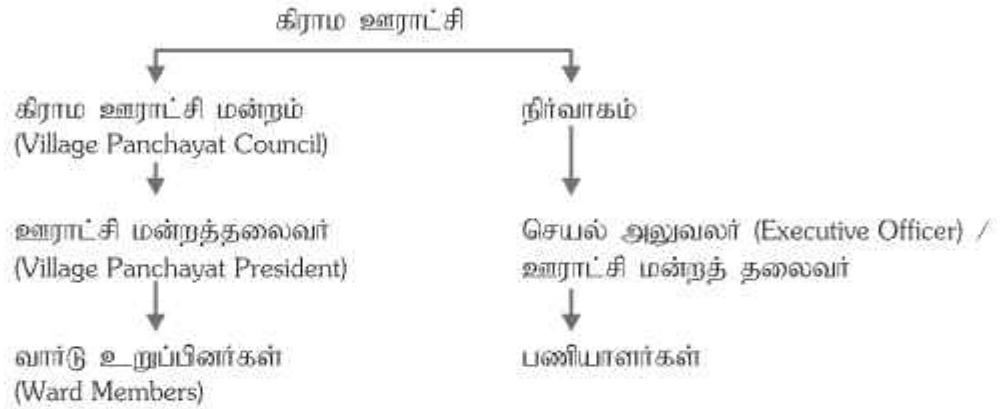 கிராம ஊராட்சி
கிராம ஊராட்சி மன்றம்
(Village Panchayat Council)
நிர்வாகம்
ஊராட்சி மன்றத்தலைவர்
(Village Panchayat President)
செயல் அலுவலர் (Executive Officer) /
ஊராட்சி மன்றத் தலைவர்
வார்டு உறுப்பினர்கள்
(Ward Members)
பணியாளர்கள்